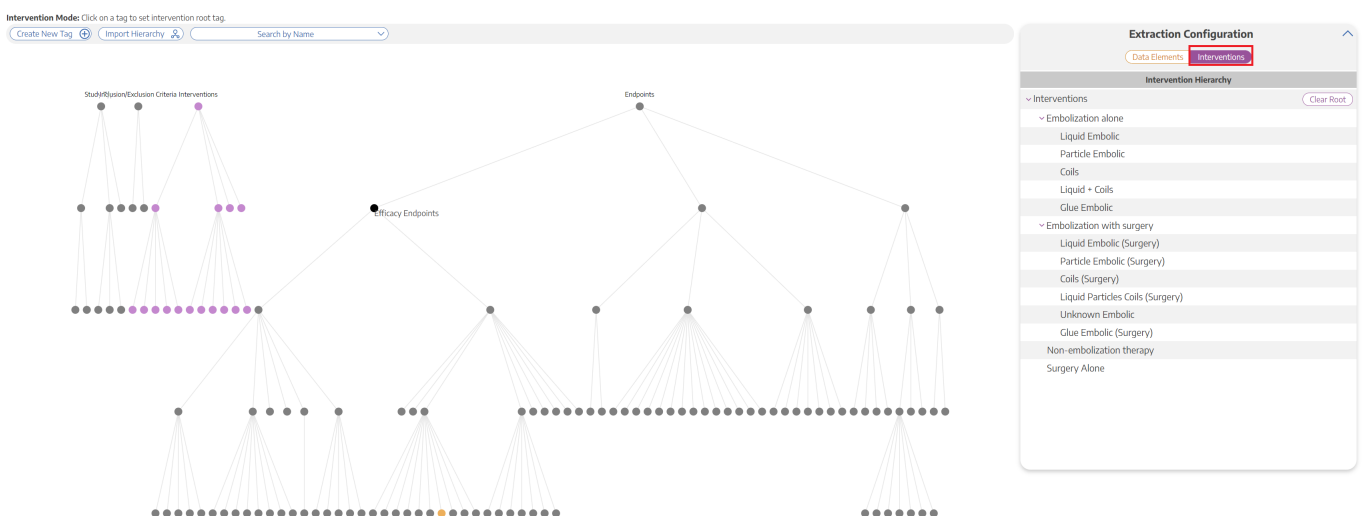 Intervention Mode: Click on a tag to set intervention root tag.
Create New Tag
Import Hierarchy
Search by Name
Inclusion/Exclusion Criteria
Interventions
Endpoints
Efficacy Endpoints
Extraction Configuration
Data Elements
Interventions
Intervention Hierarchy
Interventions
Clear Root
Embolization alone
Liquid Embolic
Particle Embolic
Coils
Liquid + Coils
Glue Embolic
Embolization with surgery
Liquid Embolic (Surgery)
Particle Embolic (Surgery)
Coils (Surgery)
Liquid Particles Coils (Surgery)
Unknown Embolic
Glue Embolic (Surgery)
Non-embolization therapy
Surgery Alone